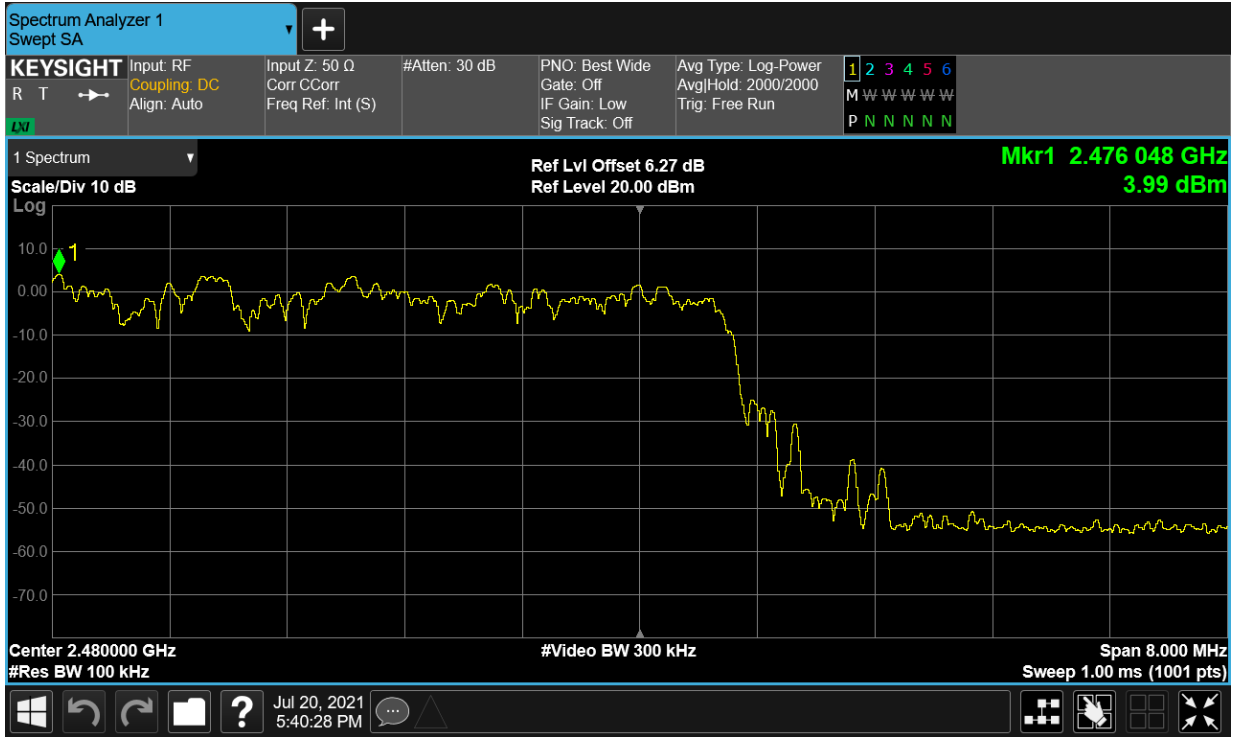 Spectrum Analyzer 1
Swept SA
KEYSIGHT
R T
LXI
Input: RF
Coupling: DC
Align: Auto
Input Z: 50 Ω
Corr CCorr
Freq Ref: Int (S)
#Atten: 30 dB
PNO: Best Wide
Gate: Off
IF Gain: Low
Sig Track: Off
Avg Type: Log-Power
Avg|Hold: 2000/2000
Trig: Free Run
1 2 3 4 5 6
M W W W W W
P N N N N N
1 Spectrum
Scale/Div 10 dB
Log
Ref Lvl Offset 6.27 dB
Ref Level 20.00 dBm
Mkr1 2.476 048 GHz
3.99 dBm
1
10.0
0.00
-10.0
-20.0
-30.0
-40.0
-50.0
-60.0
-70.0
Center 2.480000 GHz
#Res BW 100 kHz
#Video BW 300 kHz
Span 8.000 MHz
Sweep 1.00 ms (1001 pts)
?
Jul 20, 2021
5:40:28 PM